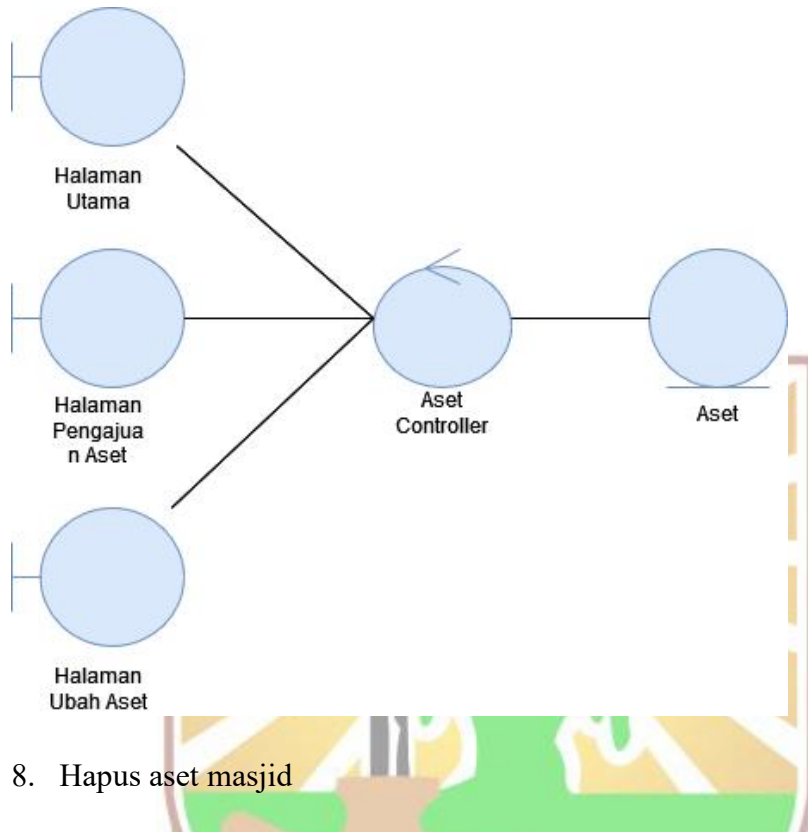 Halaman
Utama
Halaman
Pengajua
n Aset
Aset
Controller
Aset
Halaman
Ubah Aset
8. Hapus aset masjid